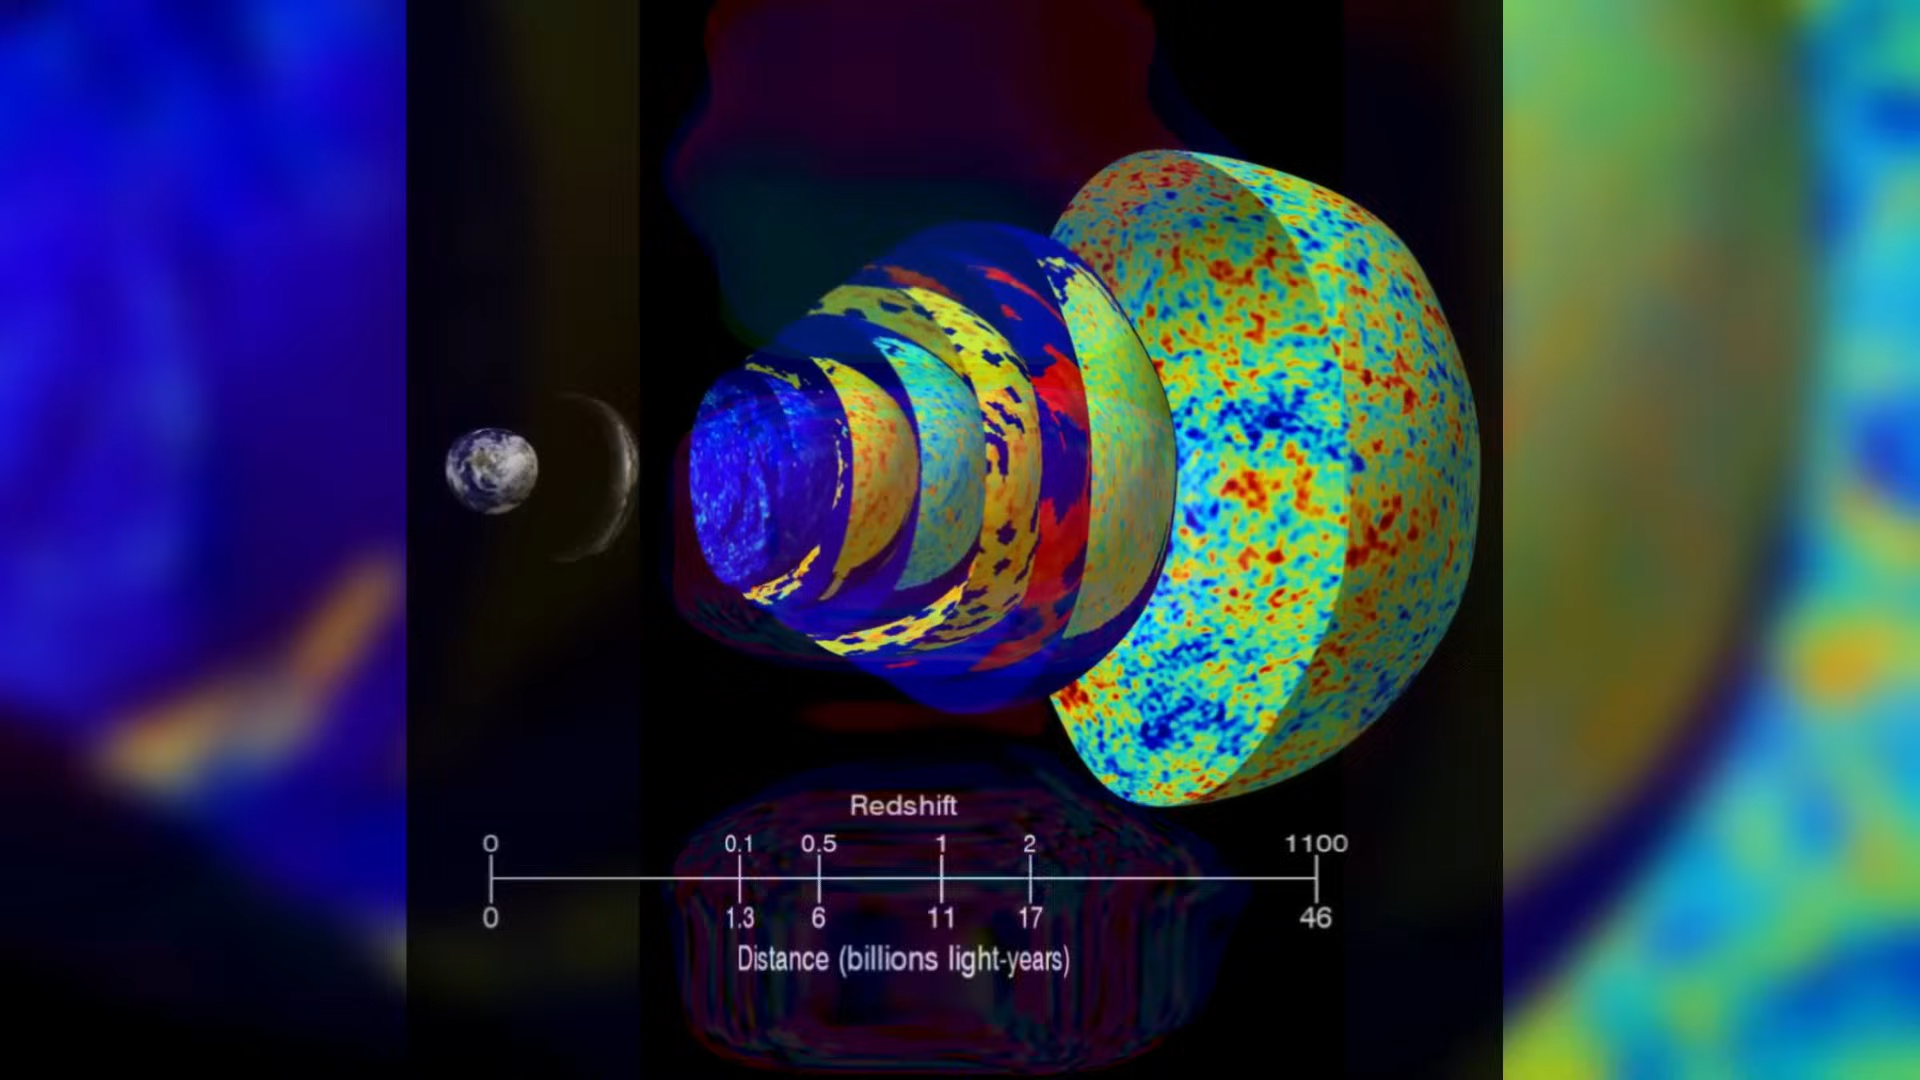 Redshift
0 0.1 0.5 1 2 1100
0 1.3 6 11 17 46
Distance (billions light-years)